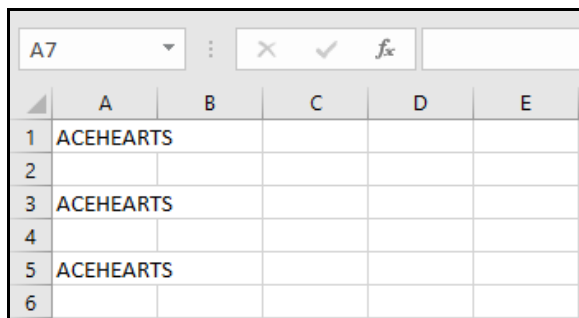 A7 fx
A B C D E
1 ACEHEARTS
2
3 ACEHEARTS
4
5 ACEHEARTS
6